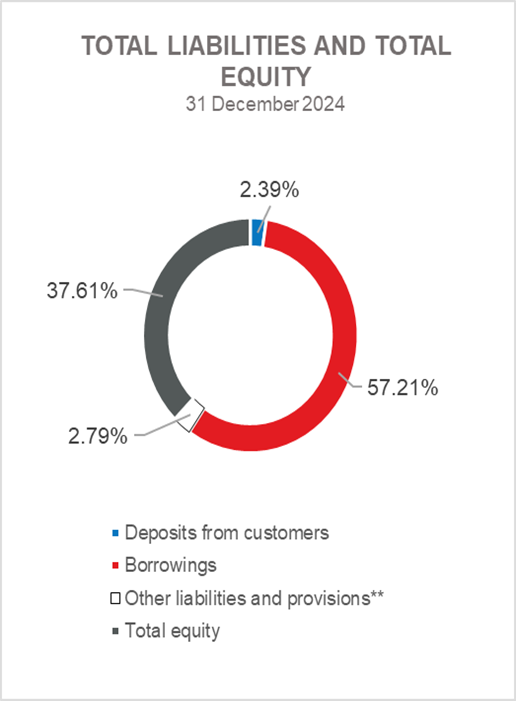 TOTAL LIABILITIES AND TOTAL
EQUITY
31 December 2024
2.39%
37.61%
57.21%
2.79%
Deposits from customers
Borrowings
Other liabilities and provisions**
Total equity